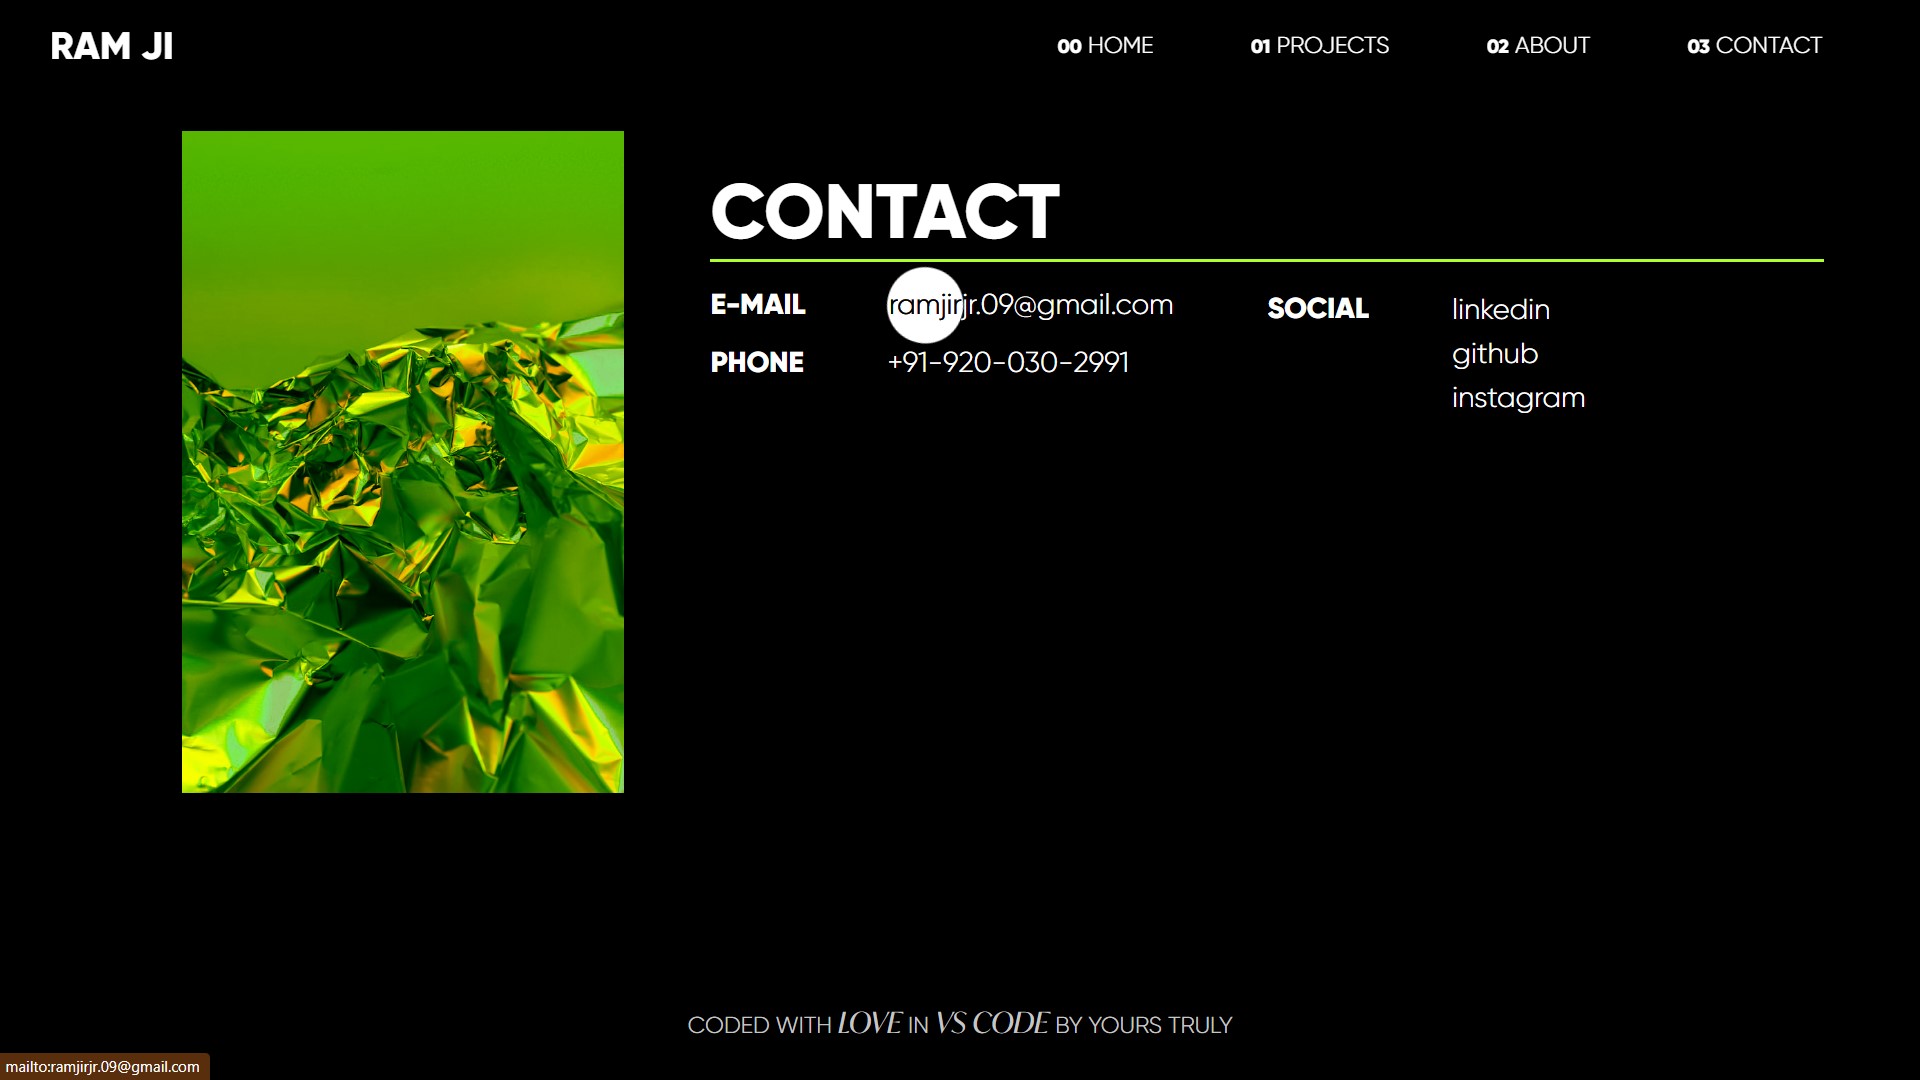 RAM JI
00 HOME
01 PROJECTS
02 ABOUT
03 CONTACT
CONTACT
E-MAIL
ramjirjr.09@gmail.com
PHONE
+91-920-030-2991
SOCIAL
linkedin
github
instagram
CODED WITH LOVE IN VS CODE BY YOURS TRULY
mailto:ramjirjr.09@gmail.com